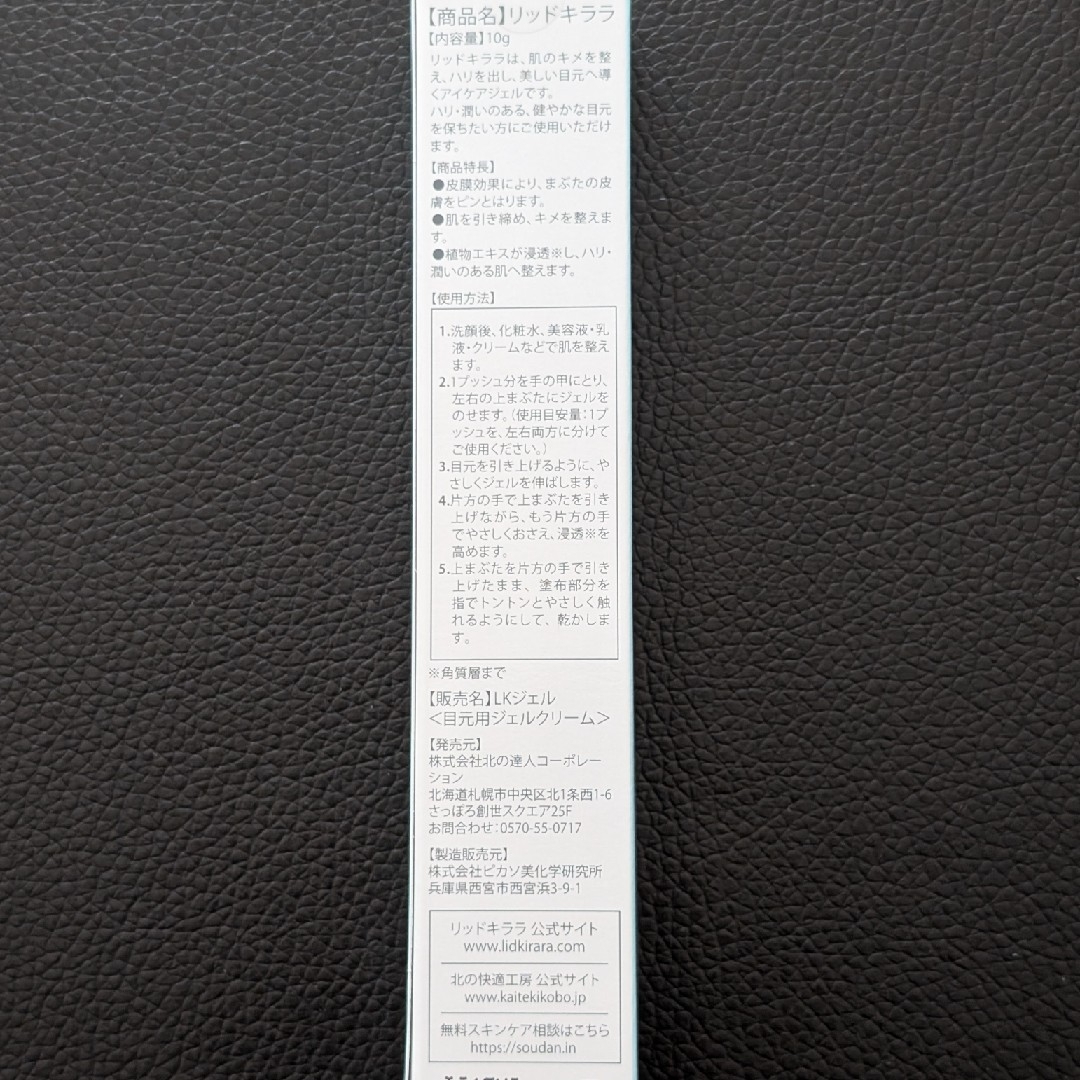 【商品名】リッドキララ
【内容量】10g
リッドキララは、肌のキメを整
え、ハリを出し、美しい目元へ導
くアイケアジェルです。
ハリ・潤いのある、健やかな目元
を保ちたい方にご使用いただけ
ます。
【商品特長】
●皮膜効果により、まぶたの皮
膚をピンとはります。
●肌を引き締め、キメを整えま
す。
●植物エキスが浸透※し、ハリ・
潤いのある肌へ整えます。
【使用方法】
1.洗顔後、化粧水、美容液・乳
液・クリームなどで肌を整え
ます。
2.1プッシュ分を手の甲にとり、
左右の上まぶたにジェルを
のせます。（使用目安量：1プ
ッシュを、左右両方に分けて
ご使用ください。）
3.目元を引き上げるように、や
さしくジェルを伸ばします。
4.片方の手で上まぶたを引き
上げながら、もう片方の手
でやさしくおさえ、浸透※を
高めます。
5.上まぶたを片方の手で引き
上げたまま、塗布部分を
指でトントンとやさしく触
れるようにして、乾かしま
す。
※角質層まで
【販売名】LKジェル
＜目元用ジェルクリーム＞
【発売元】
株式会社北の達人コーポレー
ション
北海道札幌市中央区北1条西1-6
さっぽろ創世スクエア25F
お問合わせ：0570-55-0717
【製造販売元】
株式会社ピカソ美化学研究所
兵庫県西宮市西宮浜3-9-1
リッドキララ 公式サイト
www.lidkirara.com
北の快適工房 公式サイト
www.kaitekikobo.jp
無料スキンケア相談はこちら
https://soudan.in